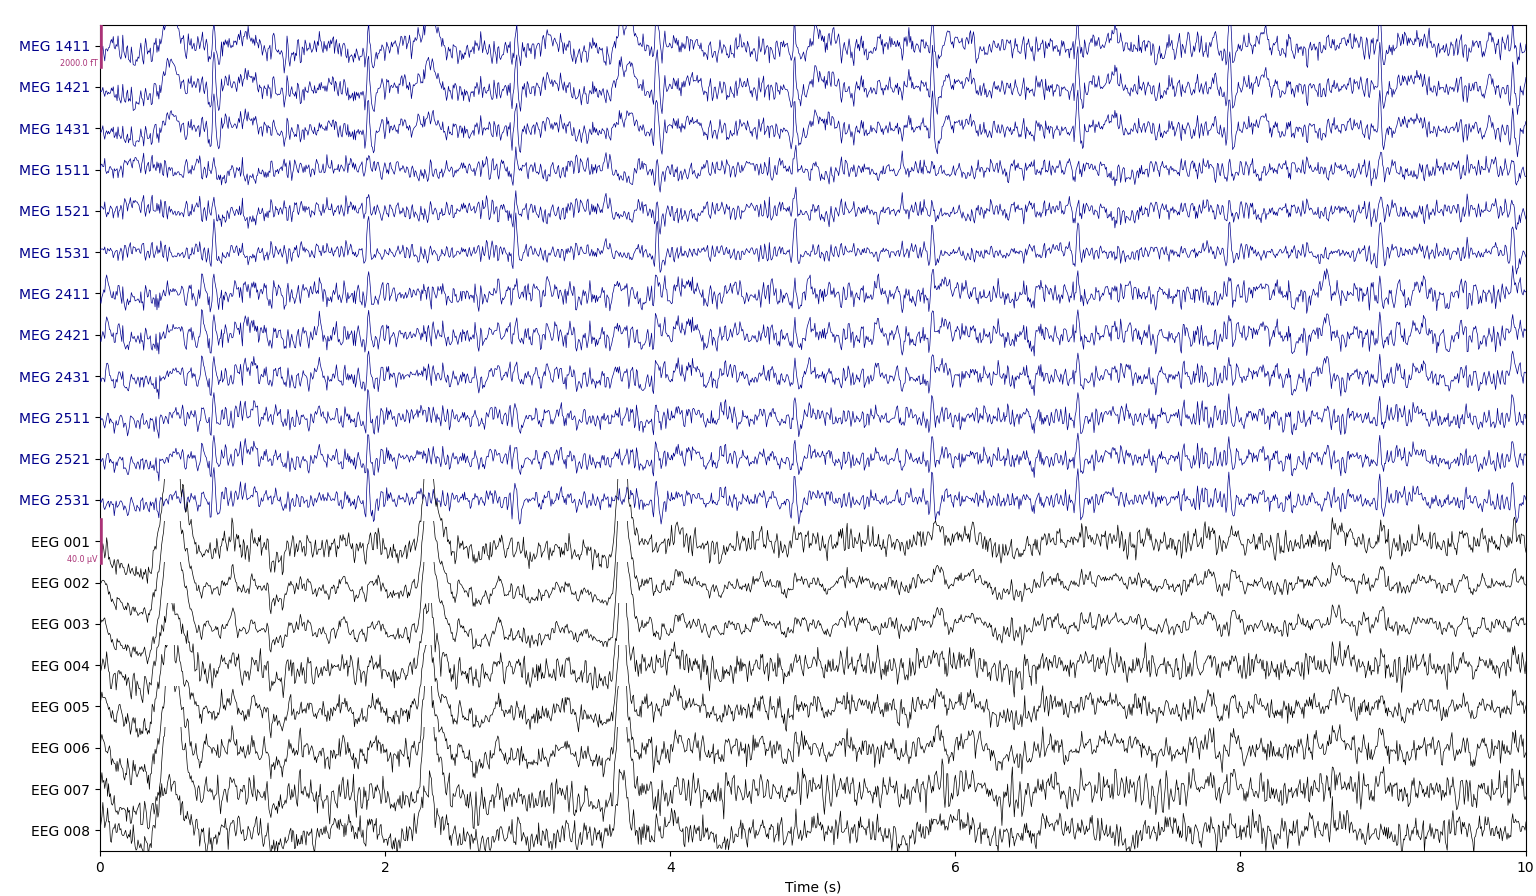 MEG 1411
2000.0 fT
MEG 1421
MEG 1431
MEG 1511
MEG 1521
MEG 1531
MEG 2411
MEG 2421
MEG 2431
MEG 2511
MEG 2521
MEG 2531
EEG 001
40.0 µV
EEG 002
EEG 003
EEG 004
EEG 005
EEG 006
EEG 007
EEG 008
0 2 4 6 8 10
Time (s)